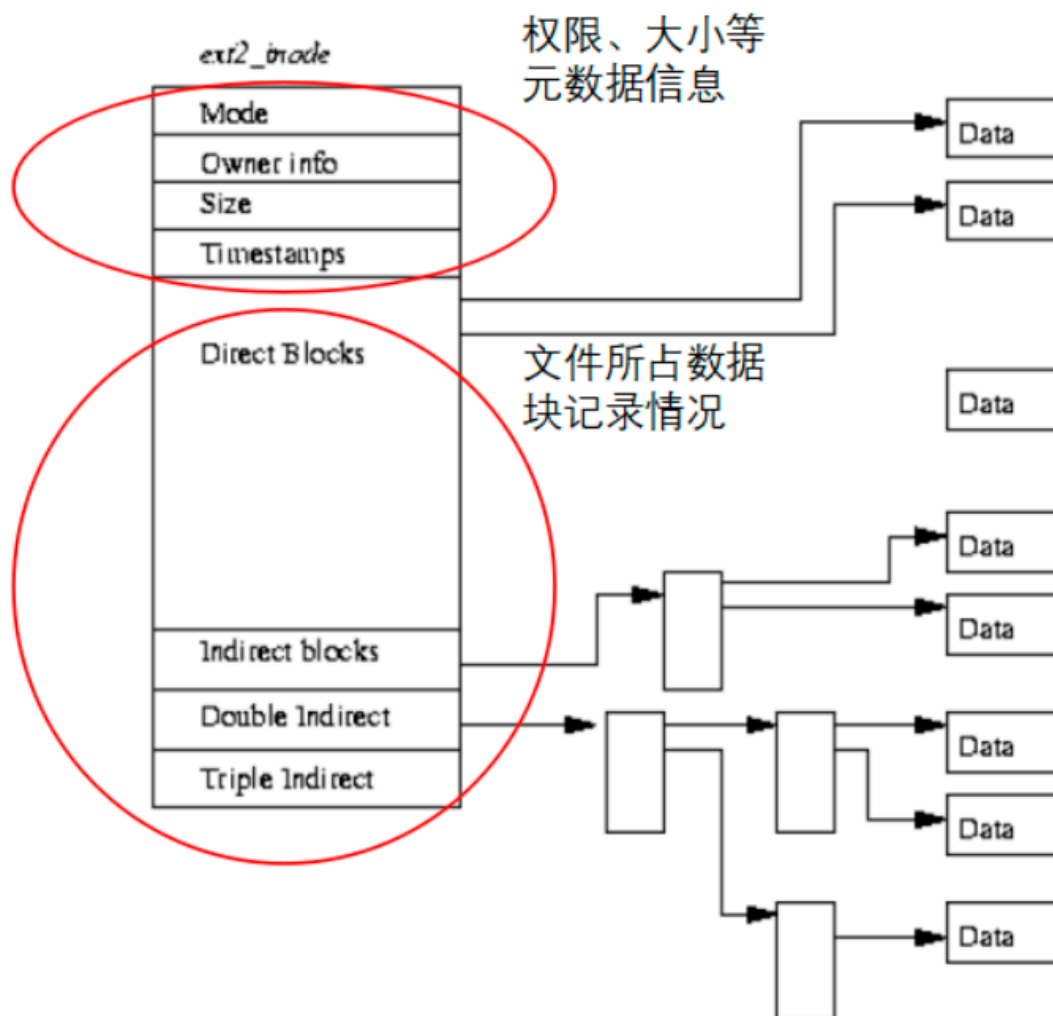 ext2_inode
权限、大小等
元数据信息
Mode
Owner info
Size
Timestamps
Direct Blocks
文件所占数据
块记录情况
Indirect blocks
Double Indirect
Triple Indirect
Data
Data
Data
Data
Data
Data
Data
Data